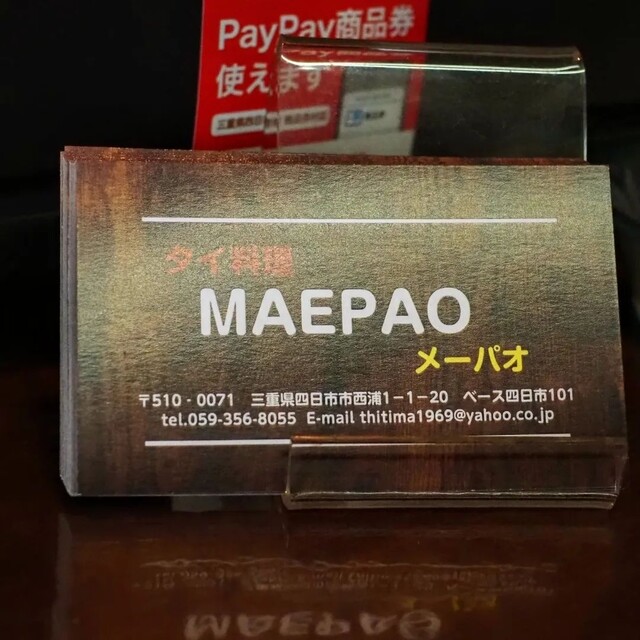 PayPay商品券
使えます
タイ料理
MAEPAO
メーパオ
〒510-0071 三重県四日市市西浦1-1-20 ベース四日市101
tel.059-356-8055 E-mail thitima1969@yahoo.co.jp